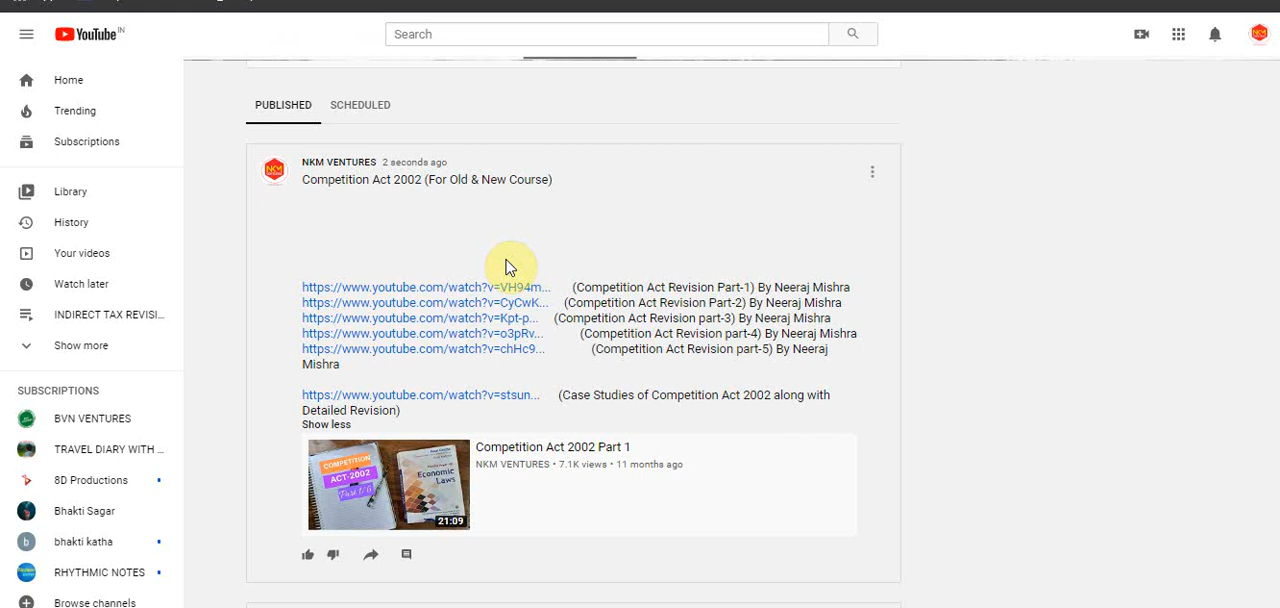 YouTube IN
Search
Home
Trending
Subscriptions
Library
History
Your videos
Watch later
INDIRECT TAX REVISI...
Show more
SUBSCRIPTIONS
BVN VENTURES
TRAVEL DIARY WITH ...
8D Productions
Bhakti Sagar
b bhakti katha
RHYTHMIC NOTES
Browse channels
PUBLISHED SCHEDULED
NKM
NKM VENTURES 2 seconds ago
Competition Act 2002 (For Old & New Course)
https://www.youtube.com/watch?v=VH94m... (Competition Act Revision Part-1) By Neeraj Mishra
https://www.youtube.com/watch?v=CyCwK... (Competition Act Revision Part-2) By Neeraj Mishra
https://www.youtube.com/watch?v=Kpt-p... (Competition Act Revision part-3) By Neeraj Mishra
https://www.youtube.com/watch?v=o3pRv... (Competition Act Revision part-4) By Neeraj Mishra
https://www.youtube.com/watch?v=chHc9... (Competition Act Revision part-5) By Neeraj
Mishra
https://www.youtube.com/watch?v=stsun... (Case Studies of Competition Act 2002 along with
Detailed Revision)
Show less
COMPETITION
ACT-2002
Economic
Laws
21:09
Competition Act 2002 Part 1
NKM VENTURES • 7.1K views • 11 months ago